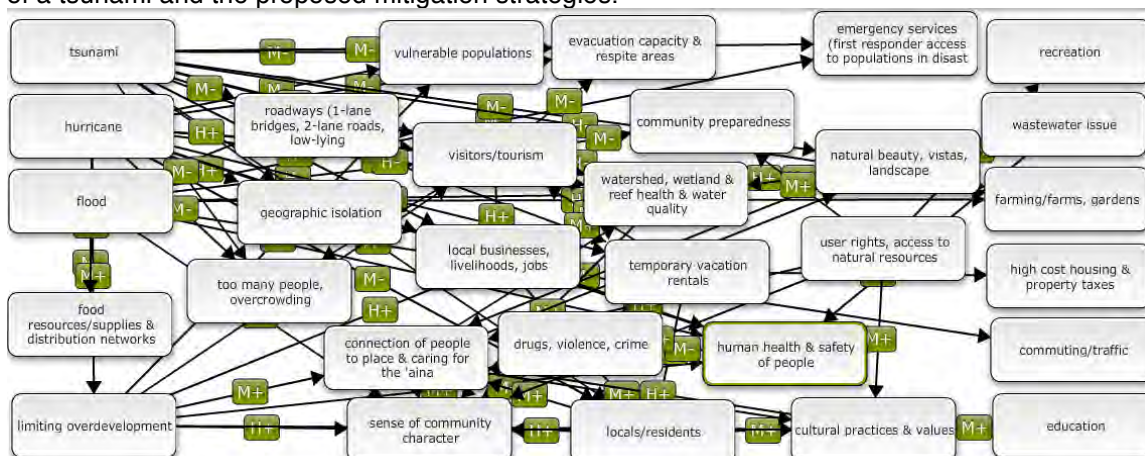 of a tsunami and the proposed mitigation strategies.
tsunami
M-
M-
vulnerable populations
evacuation capacity &
respite areas
emergency services
(first responder access
to populations in disast
recreation
M-
M-
M-
hurricane
roadways (1-lane
bridges, 2-lane roads,
low-lying
H+
H-
visitors/tourism
M-
M-
community preparedness
wastewater issue
natural beauty, vistas,
landscape
M-
flood
M-
geographic isolation
watershed, wetland &
reef health & water
quality
H+
M+
farming/farms, gardens
H+
local businesses,
livelihoods, jobs
user rights, access to
natural resources
M+
too many people,
overcrowding
M-
temporary vacation
rentals
high cost housing &
property taxes
food
resources/supplies &
distribution networks
H+
connection of people
to place & caring for
the 'aina
drugs, violence, crime
M-
human health & safety
of people
M+
commuting/traffic
M+
M+
M+
H+
limiting overdevelopment
H+
sense of community
character
H+
locals/residents
M+
cultural practices & values
M+
education